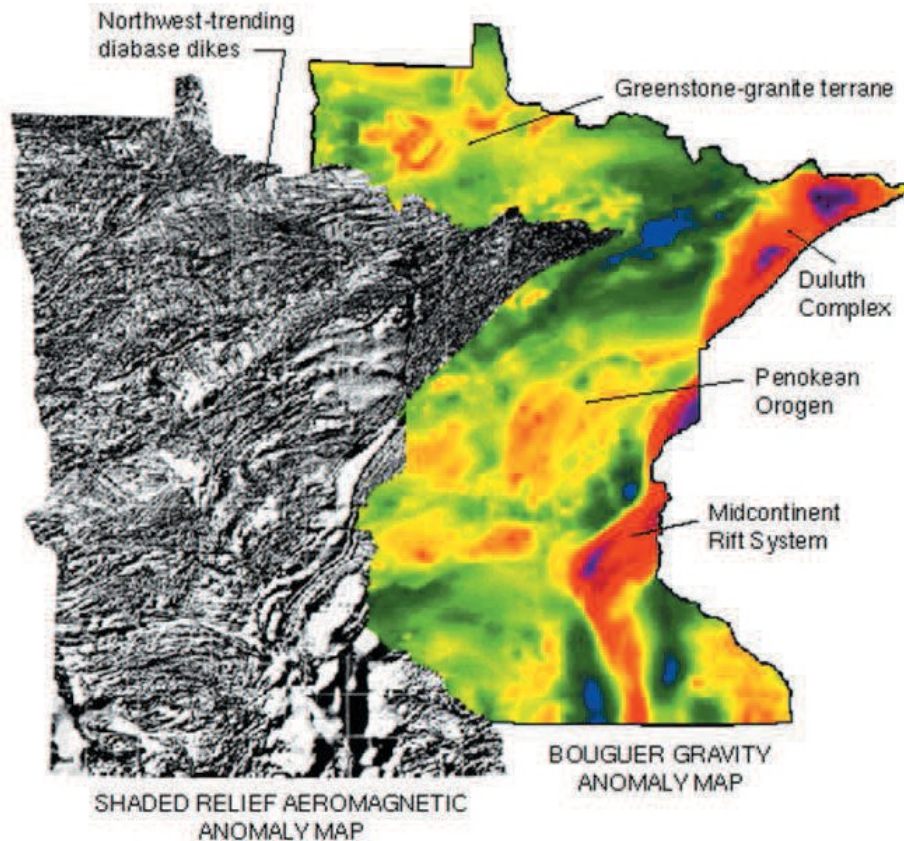 Northwest-trending
diabase dikes
Greenstone-granite terrane
Duluth
Complex
Penokean
Orogen
Midcontinent
Rift System
BOUGUER GRAVITY
ANOMALY MAP
SHADED RELIEF AEROMAGNETIC
ANOMALY MAP